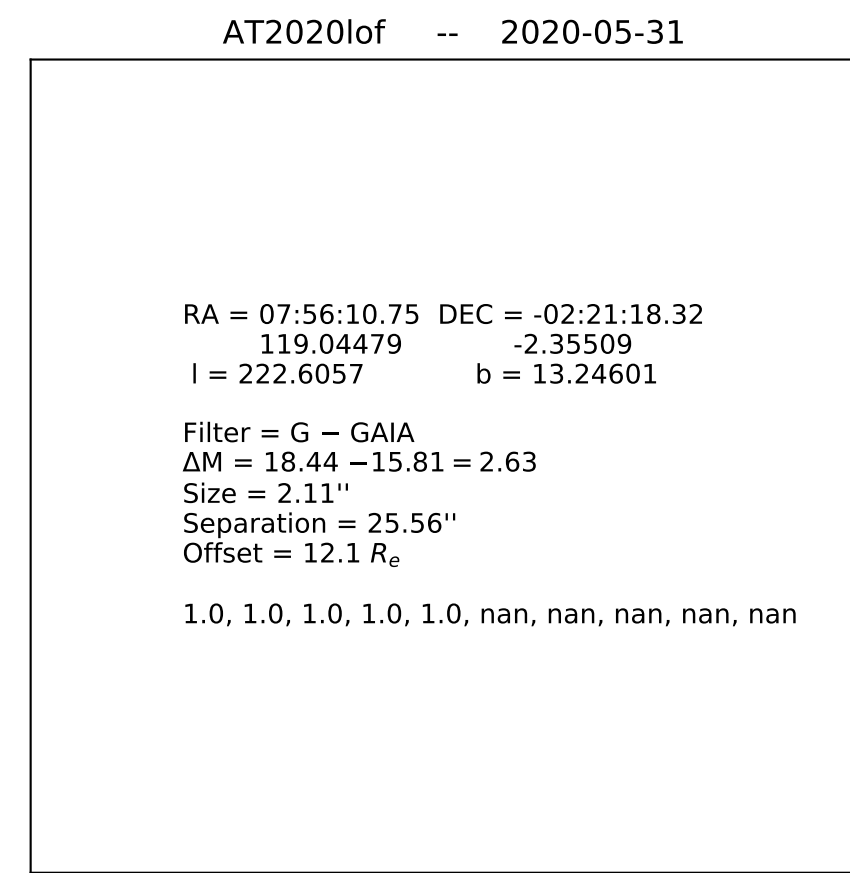 AT2020lof -- 2020-05-31
RA = 07:56:10.75 DEC = -02:21:18.32
119.04479 -2.35509
l = 222.6057 b = 13.24601
Filter = G − GAIA
ΔM = 18.44 −15.81 = 2.63
Size = 2.11''
Separation = 25.56''
Offset = 12.1 Rₑ
1.0, 1.0, 1.0, 1.0, 1.0, nan, nan, nan, nan, nan